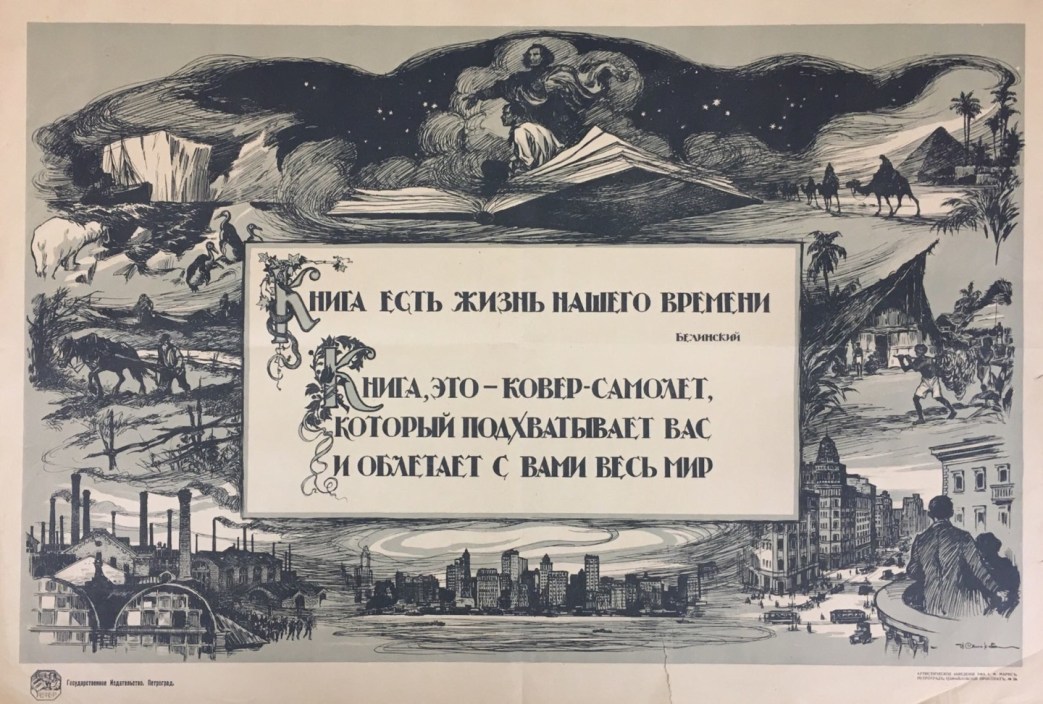 Книга есть жизнь нашего времени
Белинский
Книга, это – ковер-самолет,
который подхватывает вас
и облетает с вами весь мир
Государственное Издательство. Петроград.